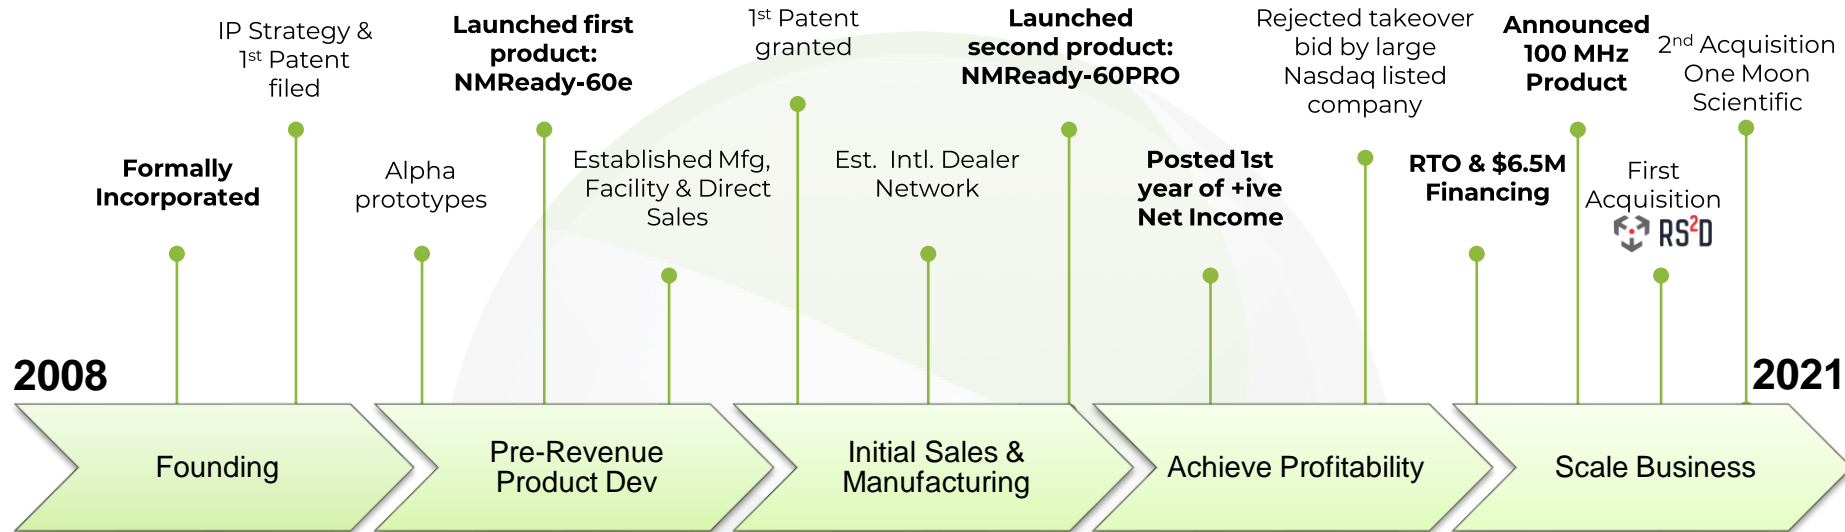 IP Strategy &
1st Patent
filed
Launched first
product:
NMReady-60e
1st Patent
granted
Launched
second product:
NMReady-60PRO
Rejected takeover
bid by large
Nasdaq listed
company
Announced
100 MHz
Product
2nd Acquisition
One Moon
Scientific
Formally
Incorporated
Alpha
prototypes
Established Mfg,
Facility & Direct
Sales
Est. Intl. Dealer
Network
Posted 1st
year of +ive
Net Income
RTO & $6.5M
Financing
First
Acquisition
RS2D
2008
2021
Founding
Pre-Revenue
Product Dev
Initial Sales &
Manufacturing
Achieve Profitability
Scale Business